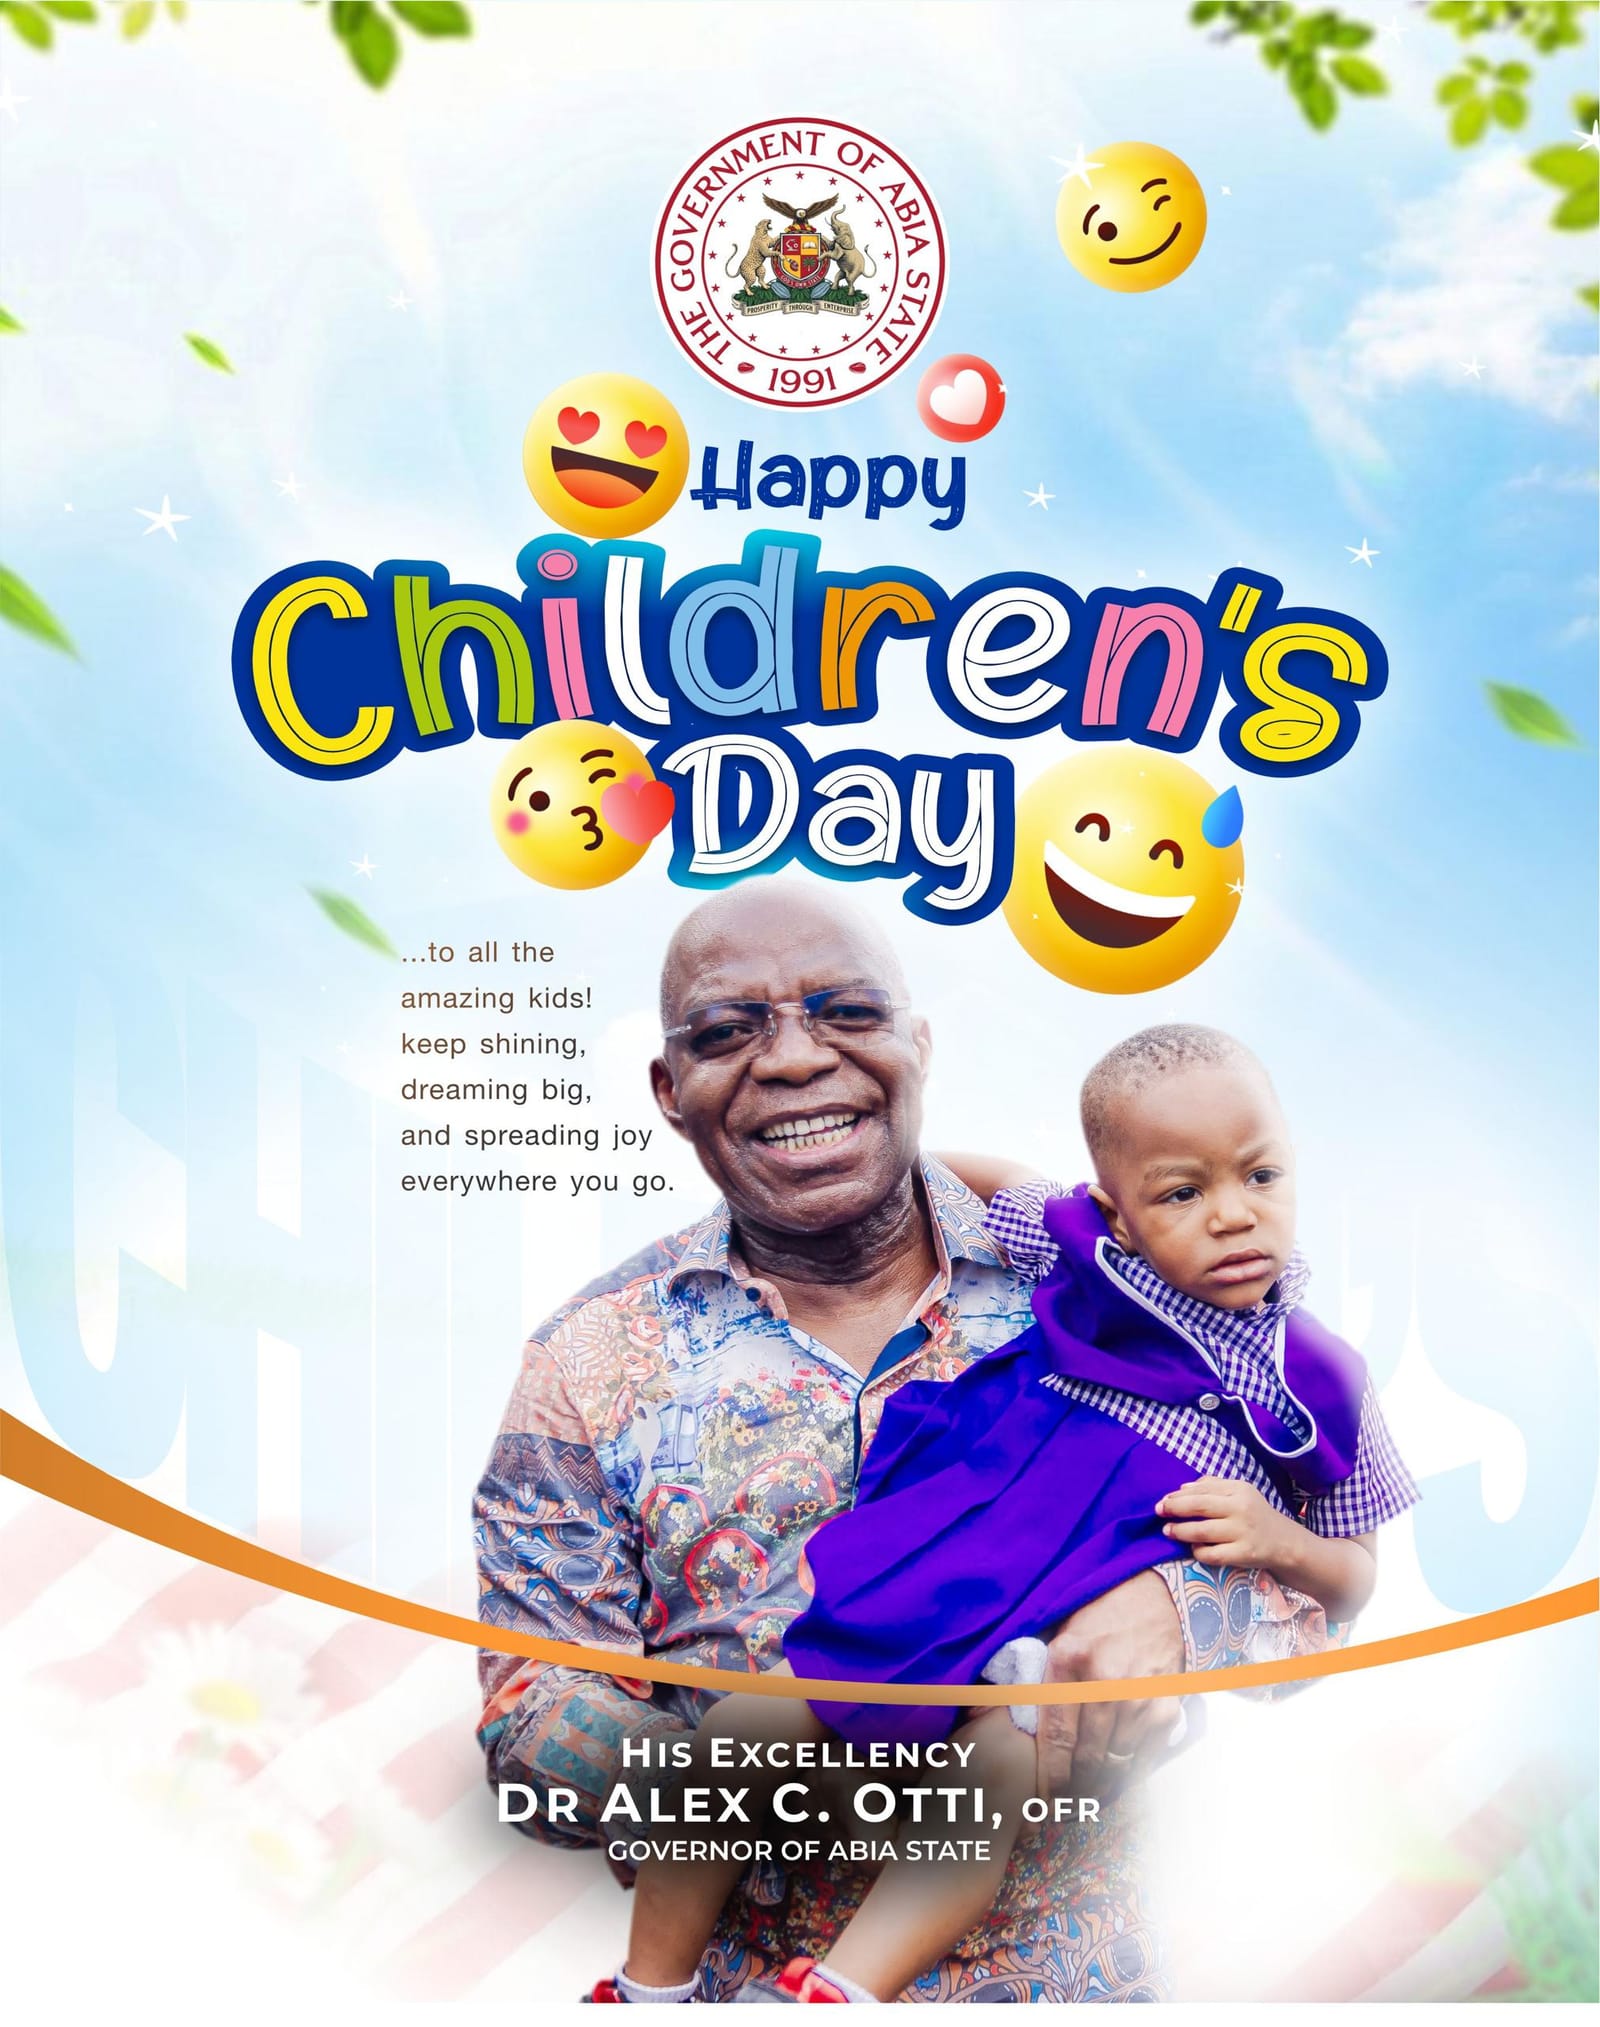 THE GOVERNMENT OF ABIA STATE
PROSPERITY THROUGH ENTERPRISE
1991
Happy
Children's
Day
...to all the
amazing kids!
keep shining,
dreaming big,
and spreading joy
everywhere you go.
HIS EXCELLENCY
DR ALEX C. OTTI, OFR
GOVERNOR OF ABIA STATE